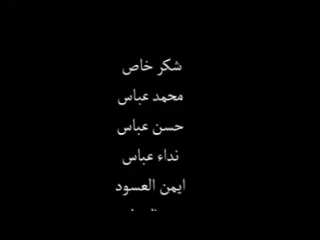 شكر خاص
محمد عباس
حسن عباس
نداء عباس
ايمن العسود